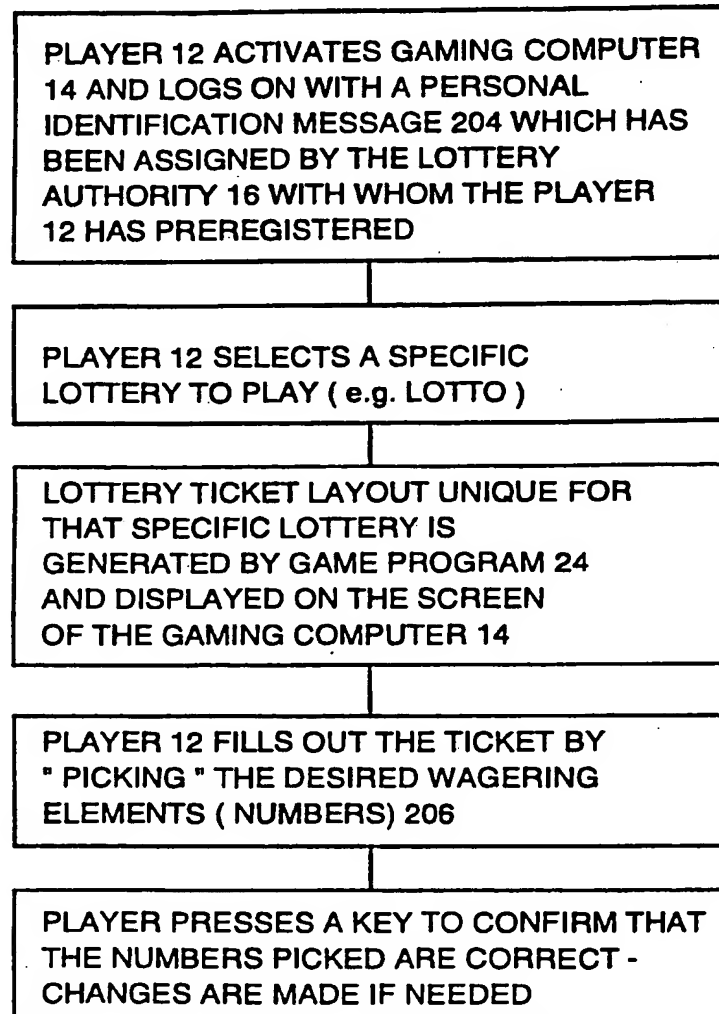 PLAYER 12 ACTIVATES GAMING COMPUTER
14 AND LOGS ON WITH A PERSONAL
IDENTIFICATION MESSAGE 204 WHICH HAS
BEEN ASSIGNED BY THE LOTTERY
AUTHORITY 16 WITH WHOM THE PLAYER
12 HAS PREREGISTERED
PLAYER 12 SELECTS A SPECIFIC
LOTTERY TO PLAY ( e.g. LOTTO )
LOTTERY TICKET LAYOUT UNIQUE FOR
THAT SPECIFIC LOTTERY IS
GENERATED BY GAME PROGRAM 24
AND DISPLAYED ON THE SCREEN
OF THE GAMING COMPUTER 14
PLAYER 12 FILLS OUT THE TICKET BY
" PICKING " THE DESIRED WAGERING
ELEMENTS ( NUMBERS) 206
PLAYER PRESSES A KEY TO CONFIRM THAT
THE NUMBERS PICKED ARE CORRECT -
CHANGES ARE MADE IF NEEDED